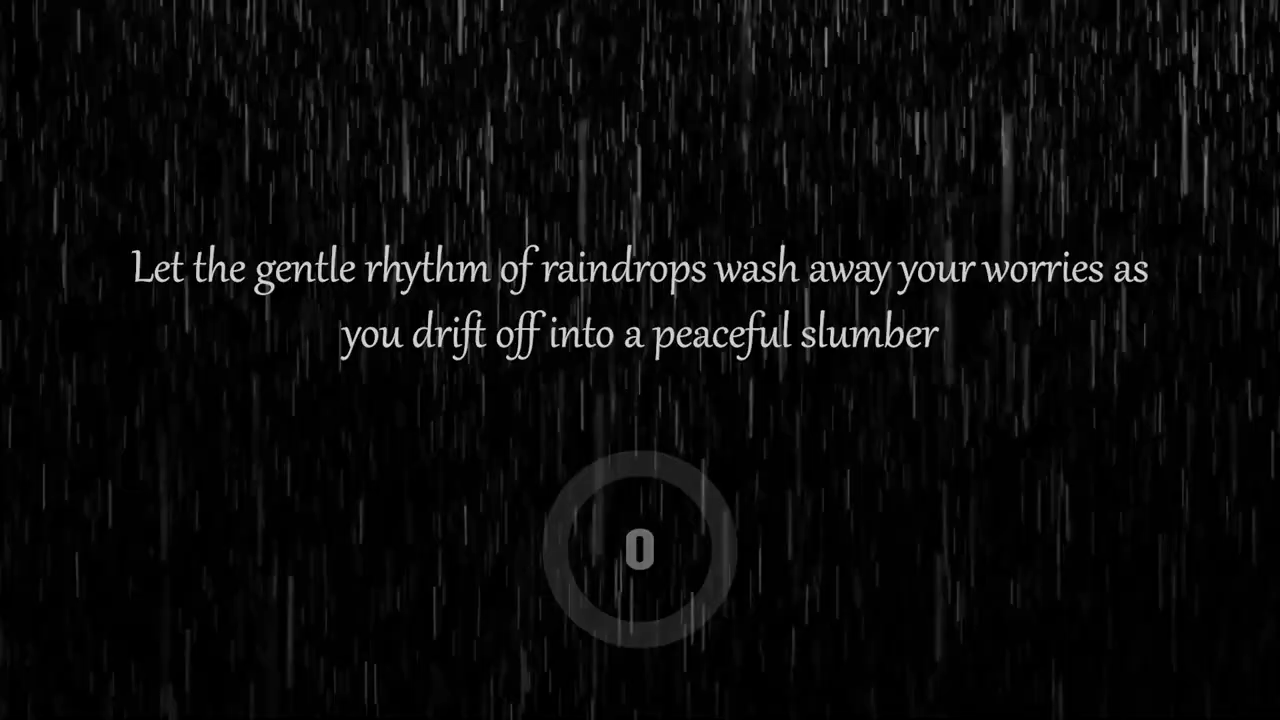 Let the gentle rhythm of raindrops wash away your worries as
you drift off into a peaceful slumber
0